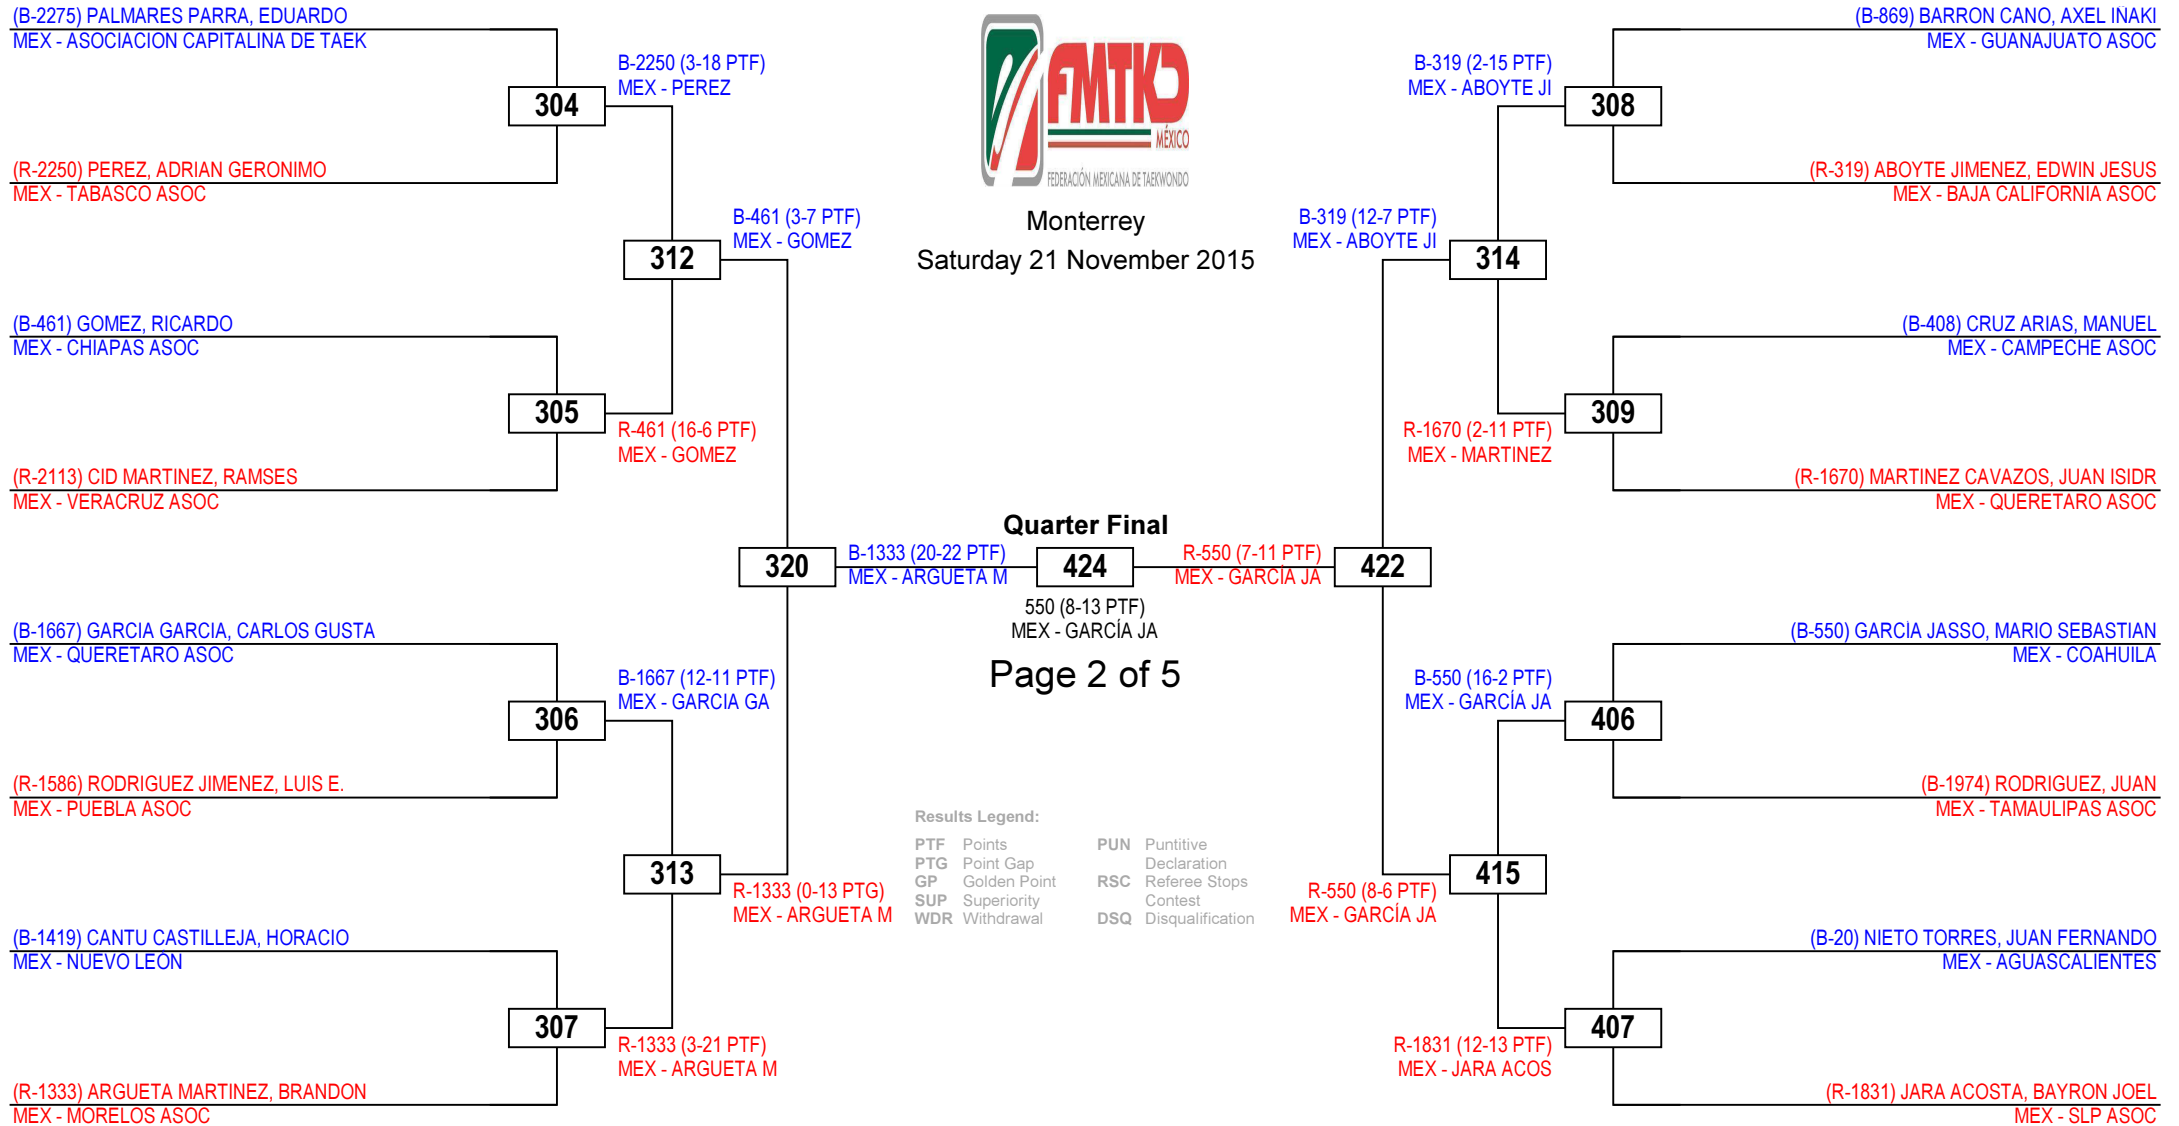 (B-2275) PALMARES PARRA, EDUARDO
MEX - ASOCIACION CAPITALINA DE TAEK
304
(R-2250) PEREZ, ADRIAN GERONIMO
MEX - TABASCO ASOC
B-2250 (3-18 PTF)
MEX - PEREZ
312
(B-461) GOMEZ, RICARDO
MEX - CHIAPAS ASOC
305
(R-2113) CID MARTINEZ, RAMSES
MEX - VERACRUZ ASOC
R-461 (16-6 PTF)
MEX - GOMEZ
B-461 (3-7 PTF)
MEX - GOMEZ
320
(B-1667) GARCIA GARCIA, CARLOS GUSTA
MEX - QUERETARO ASOC
306
(R-1586) RODRIGUEZ JIMENEZ, LUIS E.
MEX - PUEBLA ASOC
B-1667 (12-11 PTF)
MEX - GARCIA GA
313
(B-1419) CANTU CASTILLEJA, HORACIO
MEX - NUEVO LEÓN
307
(R-1333) ARGUETA MARTINEZ, BRANDON
MEX - MORELOS ASOC
R-1333 (3-21 PTF)
MEX - ARGUETA M
R-1333 (0-13 PTG)
MEX - ARGUETA M
FMTKD
MÉXICO
FEDERACIÓN MEXICANA DE TAEKWONDO
Monterrey
Saturday 21 November 2015
Quarter Final
B-1333 (20-22 PTF)
MEX - ARGUETA M
424
R-550 (7-11 PTF)
MEX - GARCÍA JA
550 (8-13 PTF)
MEX - GARCÍA JA
Page 2 of 5
Results Legend:
PTF Points
PTG Point Gap
GP Golden Point
SUP Superiority
WDR Withdrawal
PUN Puntitive
Declaration
RSC Referee Stops
Contest
DSQ Disqualification
(B-869) BARRON CANO, AXEL IÑAKI
MEX - GUANAJUATO ASOC
308
(R-319) ABOYTE JIMENEZ, EDWIN JESUS
MEX - BAJA CALIFORNIA ASOC
B-319 (2-15 PTF)
MEX - ABOYTE JI
314
(B-408) CRUZ ARIAS, MANUEL
MEX - CAMPECHE ASOC
309
(R-1670) MARTINEZ CAVAZOS, JUAN ISIDR
MEX - QUERETARO ASOC
R-1670 (2-11 PTF)
MEX - MARTINEZ
B-319 (12-7 PTF)
MEX - ABOYTE JI
422
(B-550) GARCÍA JASSO, MARIO SEBASTIAN
MEX - COAHUILA
406
(B-1974) RODRIGUEZ, JUAN
MEX - TAMAULIPAS ASOC
B-550 (16-2 PTF)
MEX - GARCÍA JA
415
(B-20) NIETO TORRES, JUAN FERNANDO
MEX - AGUASCALIENTES
407
(R-1831) JARA ACOSTA, BAYRON JOEL
MEX - SLP ASOC
R-1831 (12-13 PTF)
MEX - JARA ACOS
R-550 (8-6 PTF)
MEX - GARCÍA JA